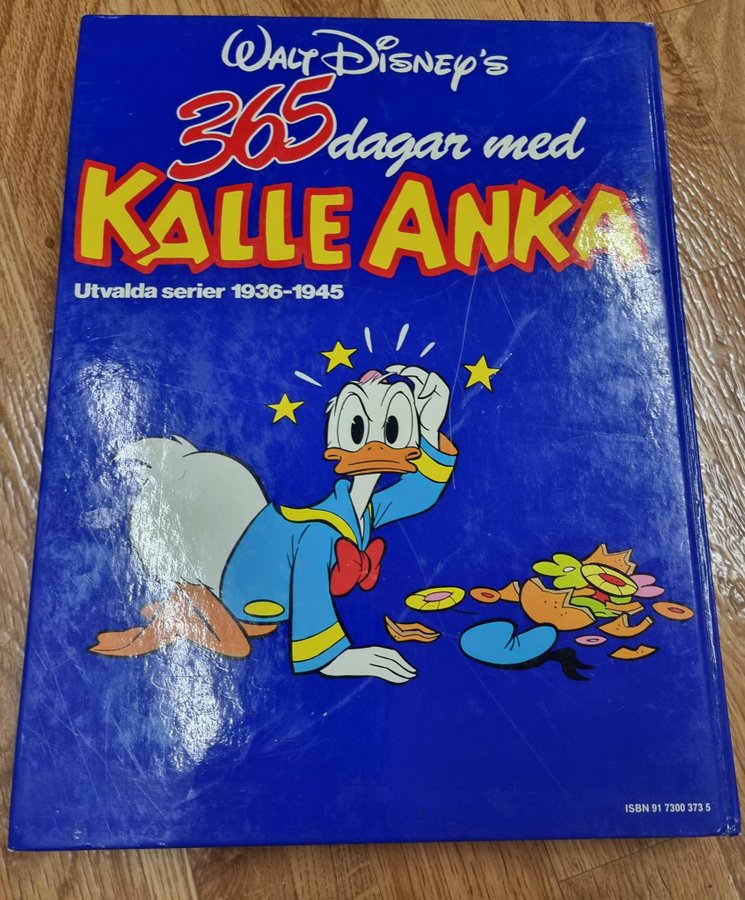 WALT DISNEY'S
365 dagar med
KALLE ANKA
Utvalda serier 1936-1945
ISBN 91 7300 373 5